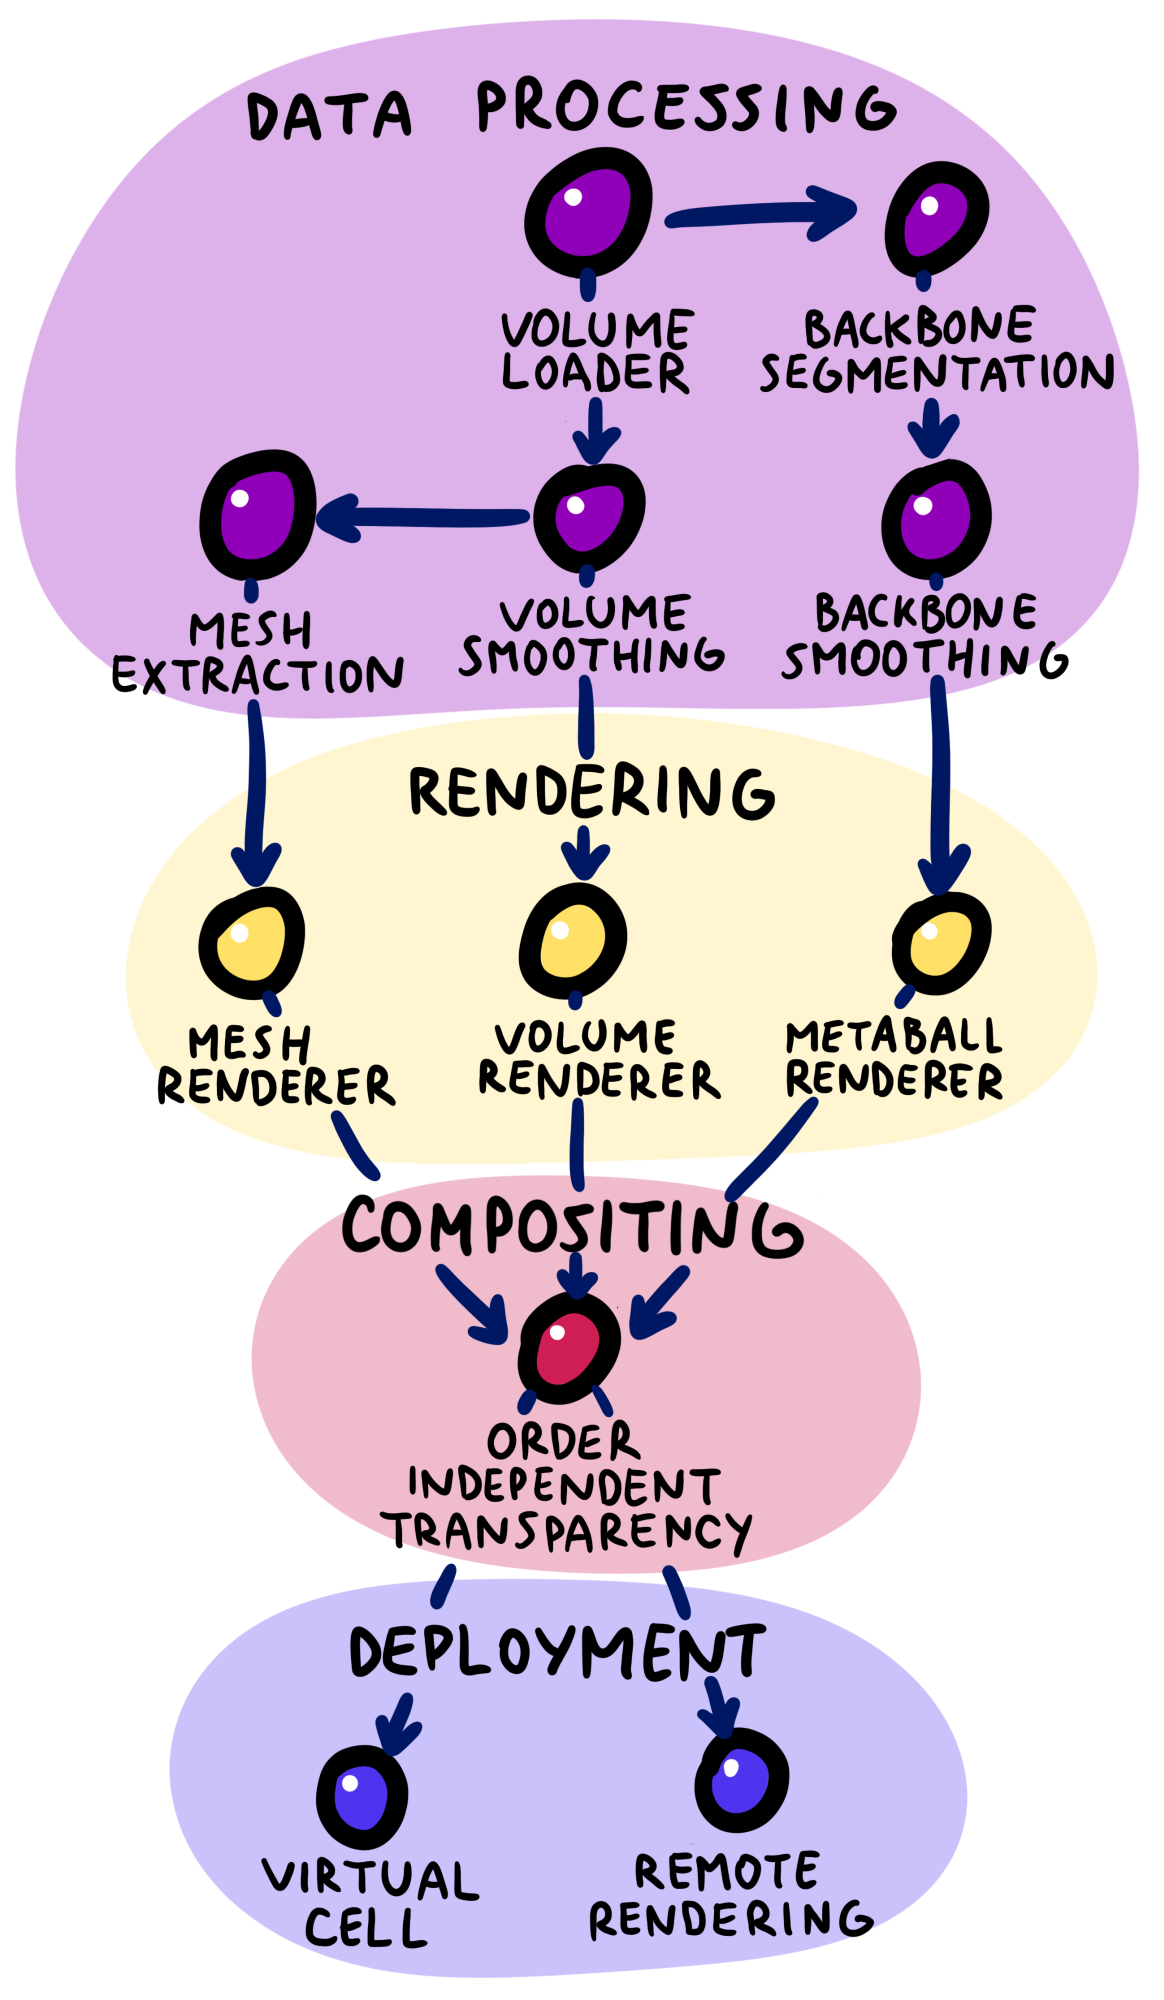 DATA PROCESSING
VOLUME
LOADER
BACKBONE
SEGMENTATION
MESH
EXTRACTION
VOLUME
SMOOTHING
BACKBONE
SMOOTHING
RENDERING
MESH
RENDERER
VOLUME
RENDERER
METABALL
RENDERER
COMPOSITING
ORDER
INDEPENDENT
TRANSPARENCY
DEPLOYMENT
VIRTUAL
CELL
REMOTE
RENDERING